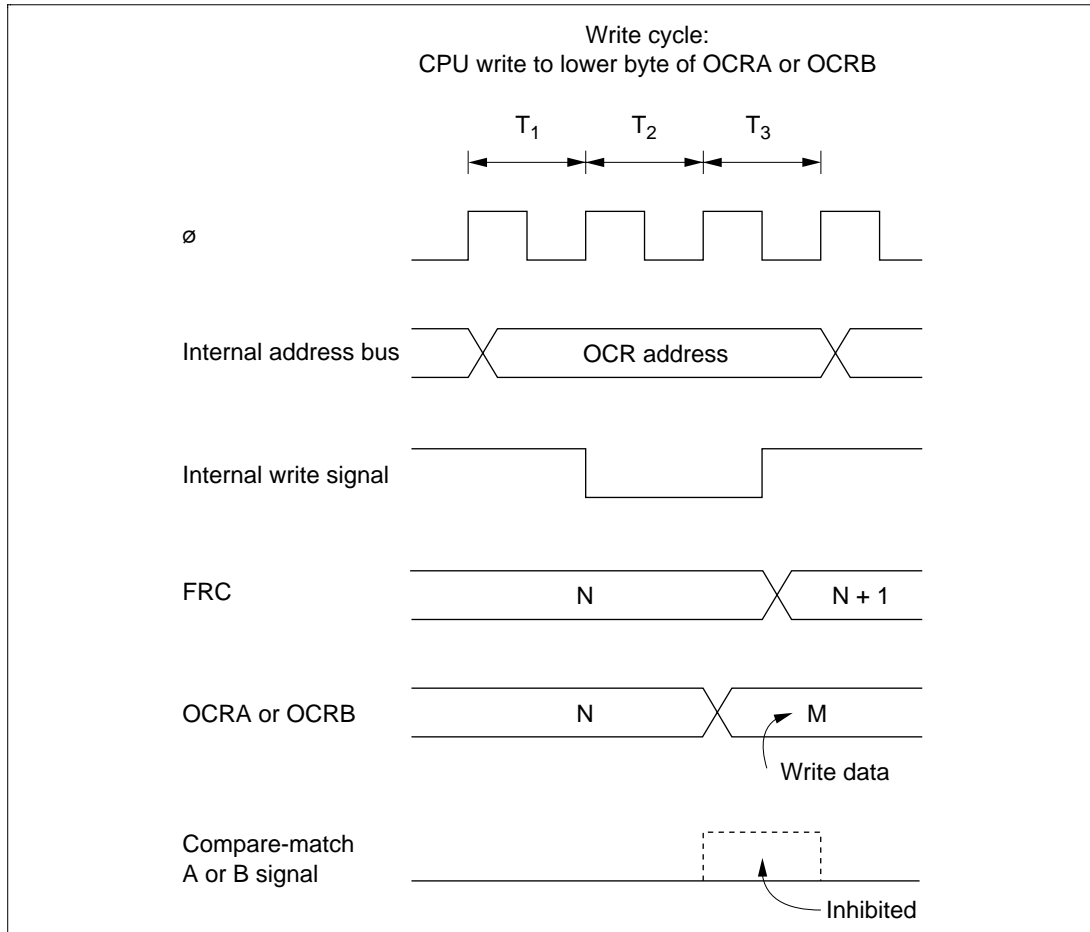 Write cycle:
CPU write to lower byte of OCRA or OCRB
T1 T2 T3
ø
Internal address bus OCR address
Internal write signal
FRC N N + 1
OCRA or OCRB N M
Write data
Compare-match
A or B signal
Inhibited